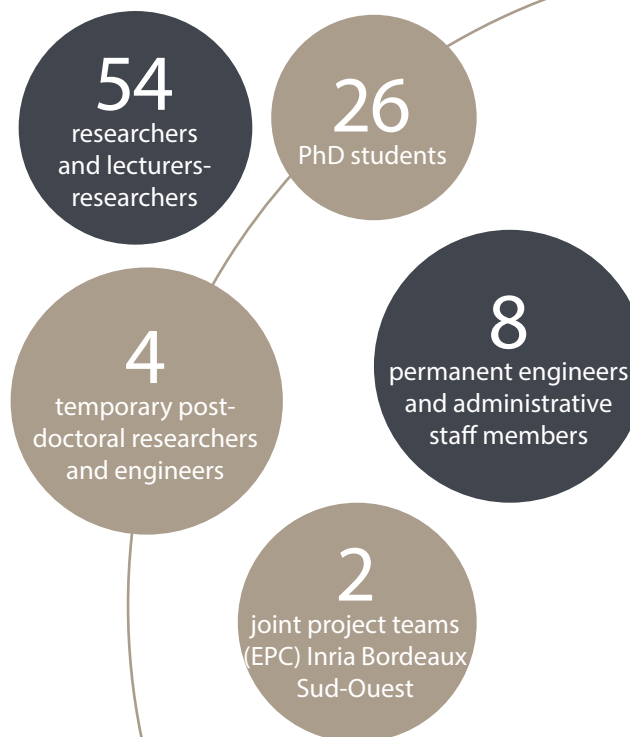 54
researchers
and lecturers-
researchers
26
PhD students
4
temporary post-
doctoral researchers
and engineers
8
permanent engineers
and administrative
staff members
2
joint project teams
(EPC) Inria Bordeaux
Sud-Ouest